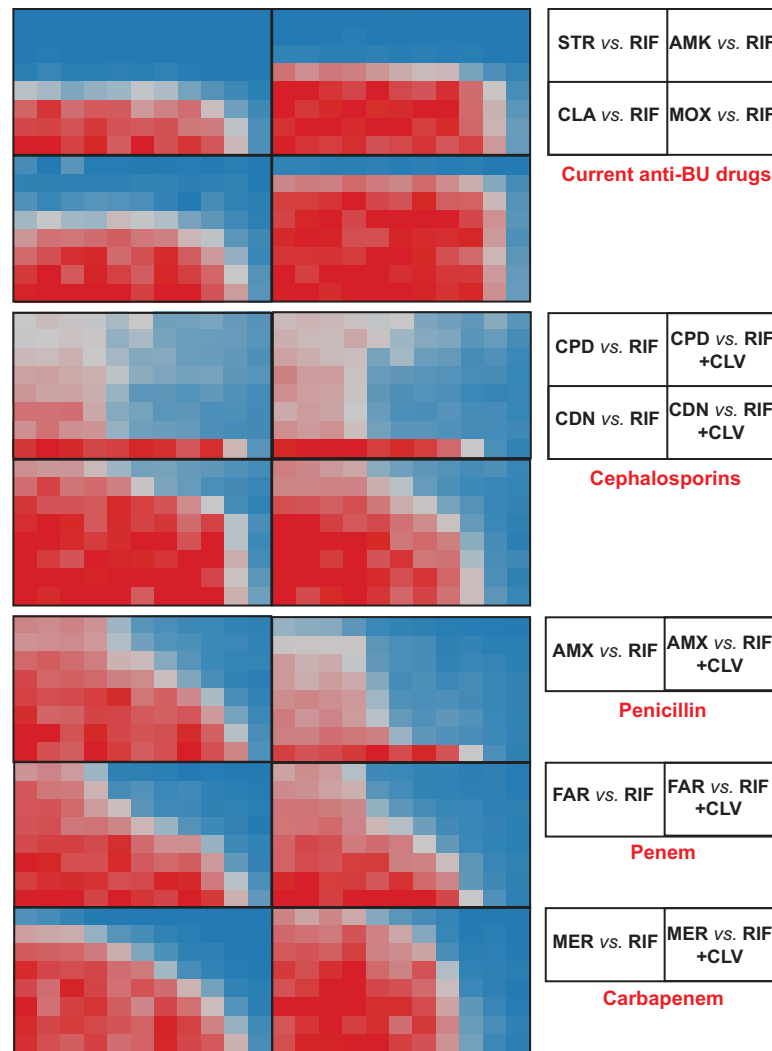 STR vs. RIF AMK vs. RIF
CLA vs. RIF MOX vs. RIF
Current anti-BU drugs
CPD vs. RIF CPD vs. RIF
+CLV
CDN vs. RIF CDN vs. RIF
+CLV
Cephalosporins
AMX vs. RIF AMX vs. RIF
+CLV
Penicillin
FAR vs. RIF FAR vs. RIF
+CLV
Penem
MER vs. RIF MER vs. RIF
+CLV
Carbapenem